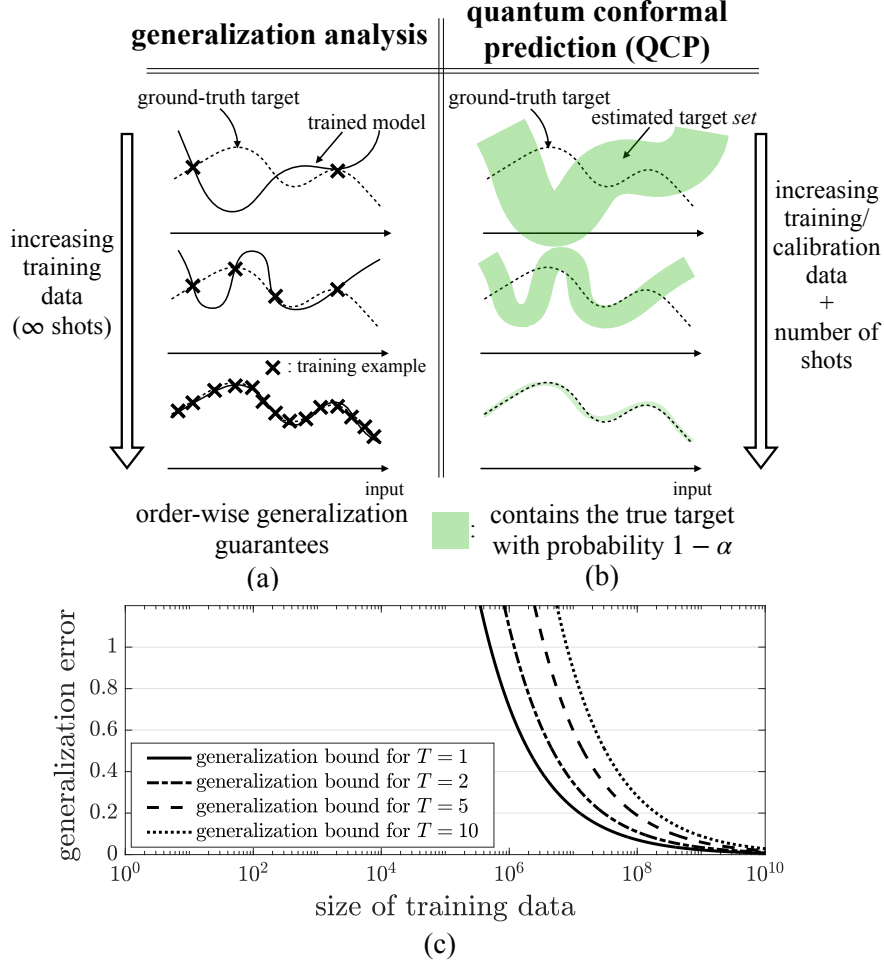 generalization analysis
quantum conformal
prediction (QCP)
ground-truth target
trained model
increasing
training
data
(∞ shots)
: training example
input
order-wise generalization
guarantees
(a)
ground-truth target
estimated target set
increasing
training/
calibration
data
+
number of
shots
input
: contains the true target
with probability 1 − α
(b)
generalization error
1
0.8
0.6
0.4
0.2
0
generalization bound for T = 1
generalization bound for T = 2
generalization bound for T = 5
generalization bound for T = 10
10^0 10^2 10^4 10^6 10^8 10^10
size of training data
(c)